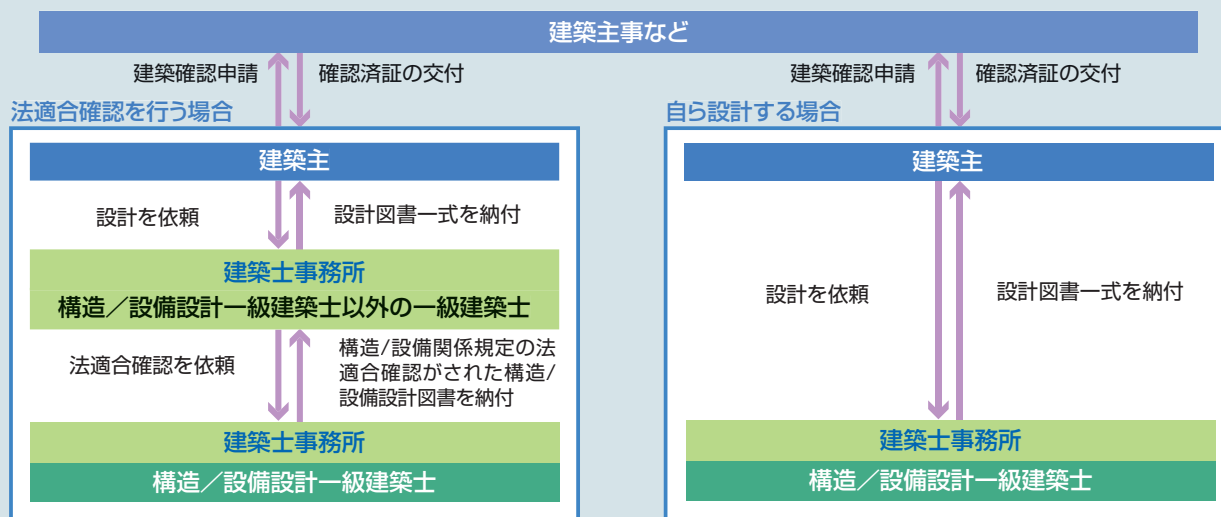 建築主事など
建築確認申請
確認済証の交付
建築確認申請
確認済証の交付
法適合確認を行う場合
建築主
設計を依頼
設計図書一式を納付
建築士事務所
構造／設備設計一級建築士以外の一級建築士
法適合確認を依頼
構造/設備関係規定の法
適合確認がされた構造/
設備設計図書を納付
建築士事務所
構造／設備設計一級建築士
自ら設計する場合
建築主
設計を依頼
設計図書一式を納付
建築士事務所
構造／設備設計一級建築士